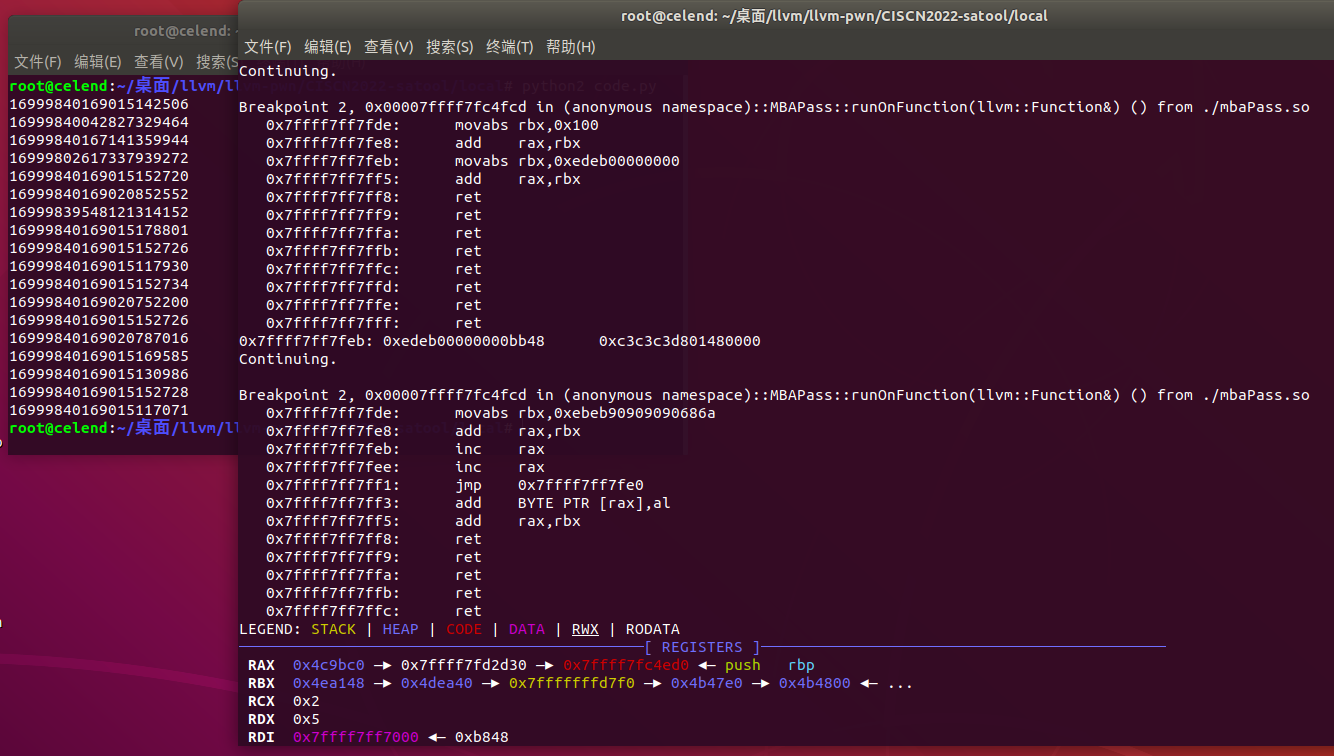 root@celend: ~
文件(F) 编辑(E) 查看(V) 搜索(S
root@celend:~/桌面/llvm/ll
16999840169015142506
16999840042827329464
16999840167141359944
16999802617337939272
16999840169015152720
16999840169020852552
16999839548121314152
16999840169015178801
16999840169015152726
16999840169015117930
16999840169015152734
16999840169020752200
16999840169015152726
16999840169020787016
16999840169015169585
16999840169015130986
16999840169015152728
16999840169015117071
root@celend:~/桌面/llvm/ll
root@celend: ~/桌面/llvm/llvm-pwn/CISCN2022-satool/local
文件(F) 编辑(E) 查看(V) 搜索(S) 终端(T) 帮助(H)
Continuing.
python2 code.py
Breakpoint 2, 0x00007ffff7fc4fcd in (anonymous namespace)::MBAPass::runOnFunction(llvm::Function&) () from ./mbaPass.so
0x7ffff7ff7fde: movabs rbx,0x100
0x7ffff7ff7fe8: add rax,rbx
0x7ffff7ff7feb: movabs rbx,0xedeb00000000
0x7ffff7ff7ff5: add rax,rbx
0x7ffff7ff7ff8: ret
0x7ffff7ff7ff9: ret
0x7ffff7ff7ffa: ret
0x7ffff7ff7ffb: ret
0x7ffff7ff7ffc: ret
0x7ffff7ff7ffd: ret
0x7ffff7ff7ffe: ret
0x7ffff7ff7fff: ret
0x7ffff7ff7feb: 0xedeb00000000bb48 0xc3c3c3d801480000
Continuing.
Breakpoint 2, 0x00007ffff7fc4fcd in (anonymous namespace)::MBAPass::runOnFunction(llvm::Function&) () from ./mbaPass.so
0x7ffff7ff7fde: movabs rbx,0xebeb90909090686a
0x7ffff7ff7fe8: add rax,rbx
0x7ffff7ff7feb: inc rax
0x7ffff7ff7fee: inc rax
0x7ffff7ff7ff1: jmp 0x7ffff7ff7fe0
0x7ffff7ff7ff3: add BYTE PTR [rax],al
0x7ffff7ff7ff5: add rax,rbx
0x7ffff7ff7ff8: ret
0x7ffff7ff7ff9: ret
0x7ffff7ff7ffa: ret
0x7ffff7ff7ffb: ret
0x7ffff7ff7ffc: ret
LEGEND: STACK | HEAP | CODE | DATA | RWX | RODATA
[ REGISTERS ]
RAX 0x4c9bc0 —▸ 0x7ffff7fd2d30 —▸ 0x7ffff7fc4ed0 ◂— push rbp
RBX 0x4ea148 —▸ 0x4dea40 —▸ 0x7fffffffd7f0 —▸ 0x4b47e0 —▸ 0x4b4800 ◂— ...
RCX 0x2
RDX 0x5
RDI 0x7ffff7ff7000 ◂— 0xb848